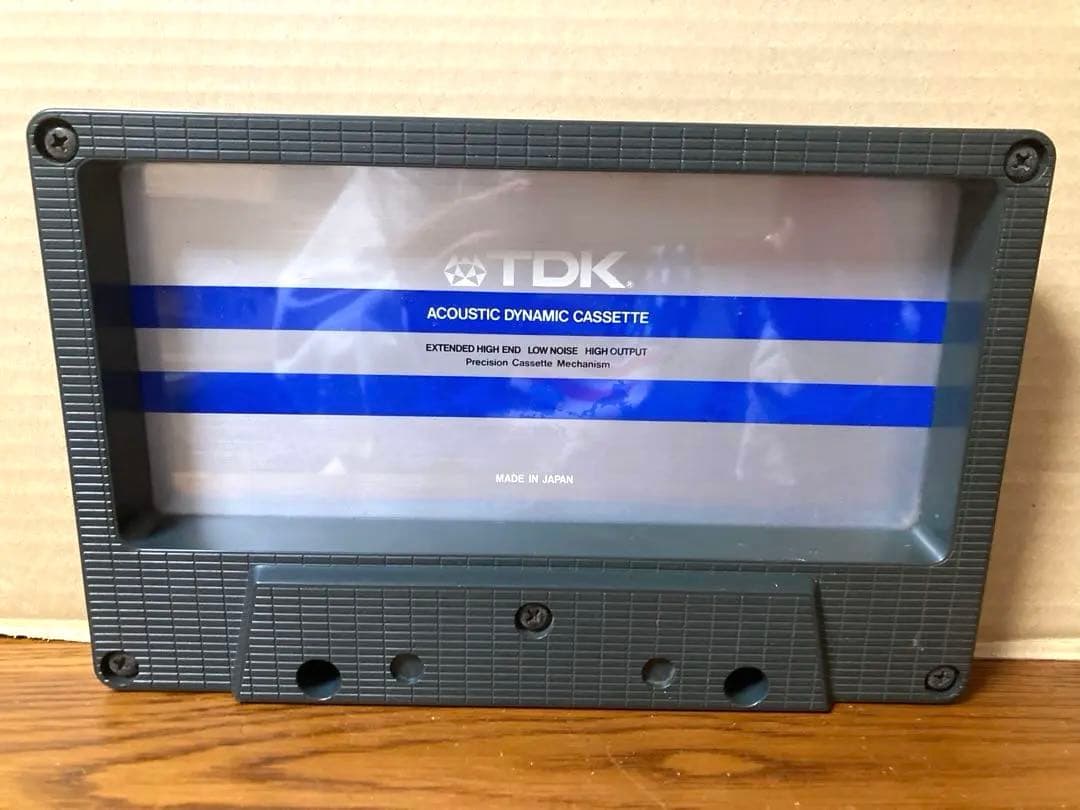 TDK®
ACOUSTIC DYNAMIC CASSETTE
EXTENDED HIGH END LOW NOISE HIGH OUTPUT
Precision Cassette Mechanism
MADE IN JAPAN